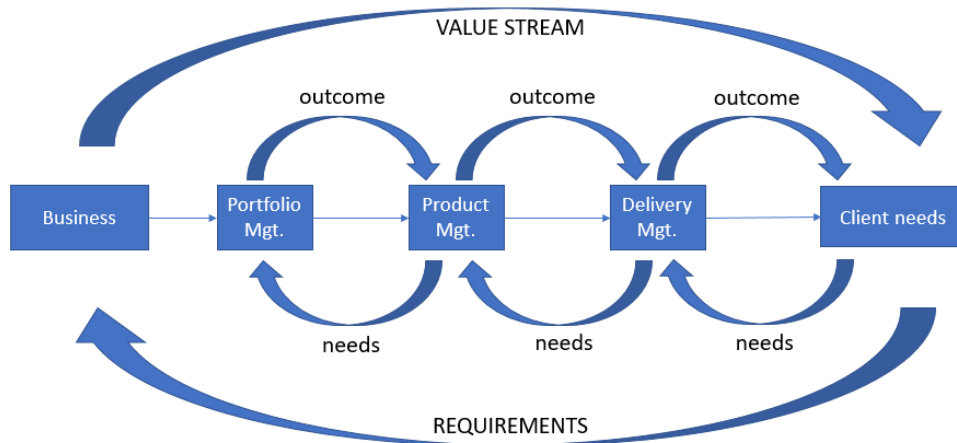 VALUE STREAM
outcome
outcome
outcome
Business
Portfolio
Mgt.
Product
Mgt.
Delivery
Mgt.
Client needs
needs
needs
needs
REQUIREMENTS